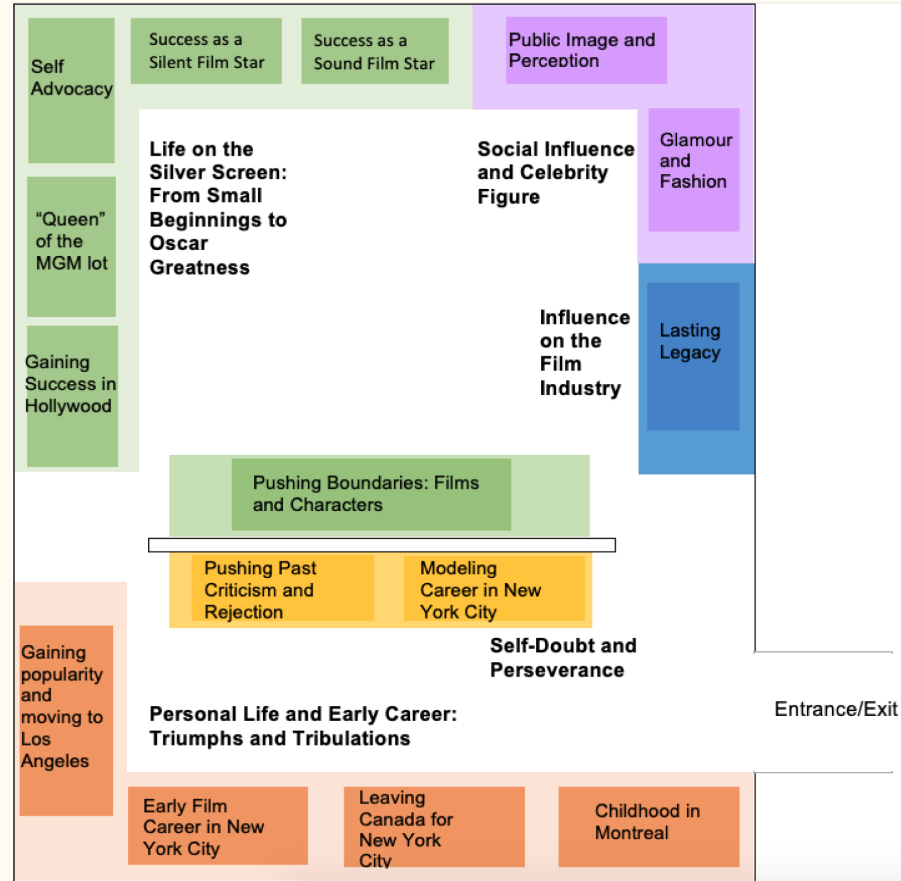 Self
Advocacy
Success as a
Silent Film Star
Success as a
Sound Film Star
Public Image and
Perception
Glamour
and
Fashion
Life on the
Silver Screen:
From Small
Beginnings to
Oscar
Greatness
Social Influence
and Celebrity
Figure
“Queen”
of the
MGM lot
Gaining
Success in
Hollywood
Influence
on the
Film
Industry
Lasting
Legacy
Pushing Boundaries: Films
and Characters
Pushing Past
Criticism and
Rejection
Modeling
Career in New
York City
Self-Doubt and
Perseverance
Gaining
popularity
and
moving to
Los
Angeles
Personal Life and Early Career:
Triumphs and Tribulations
Entrance/Exit
Early Film
Career in New
York City
Leaving
Canada for
New York
City
Childhood in
Montreal